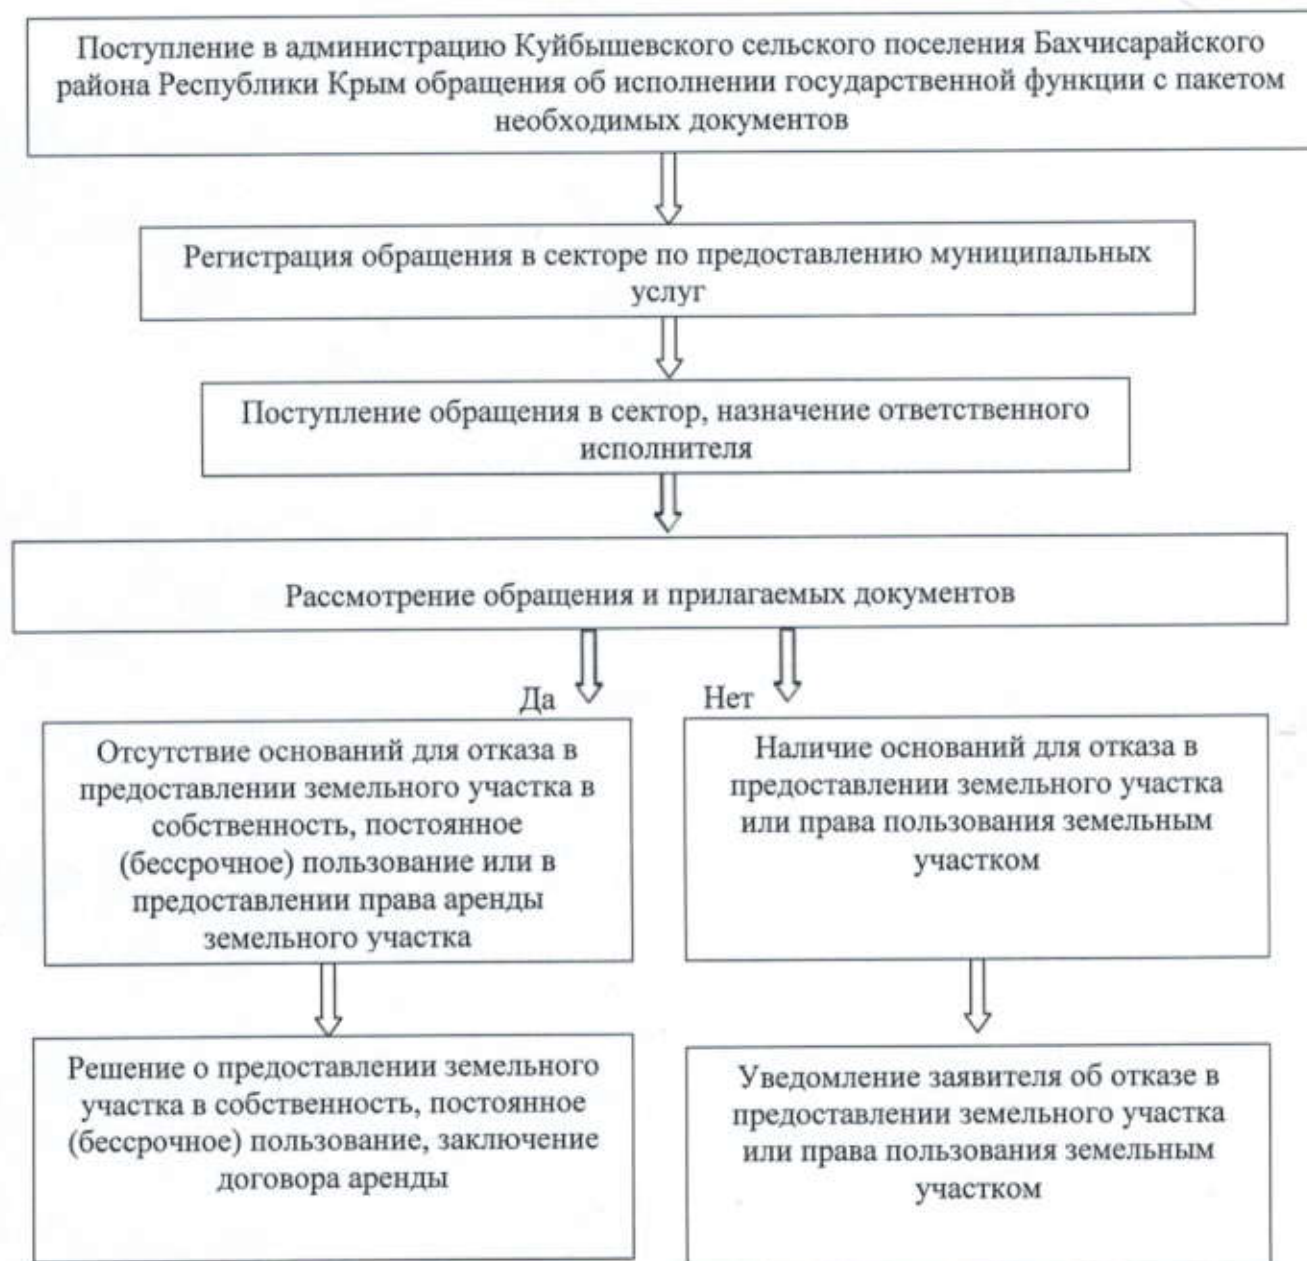 Поступление в администрацию Куйбышевского сельского поселения Бахчисарайского
района Республики Крым обращения об исполнении государственной функции с пакетом
необходимых документов
Регистрация обращения в секторе по предоставлению муниципальных
услуг
Поступление обращения в сектор, назначение ответственного
исполнителя
Рассмотрение обращения и прилагаемых документов
Да
Нет
Отсутствие оснований для отказа в
предоставлении земельного участка в
собственность, постоянное
(бессрочное) пользование или в
предоставлении права аренды
земельного участка
Наличие оснований для отказа в
предоставлении земельного участка
или права пользования земельным
участком
Решение о предоставлении земельного
участка в собственность, постоянное
(бессрочное) пользование, заключение
договора аренды
Уведомление заявителя об отказе в
предоставлении земельного участка
или права пользования земельным
участком